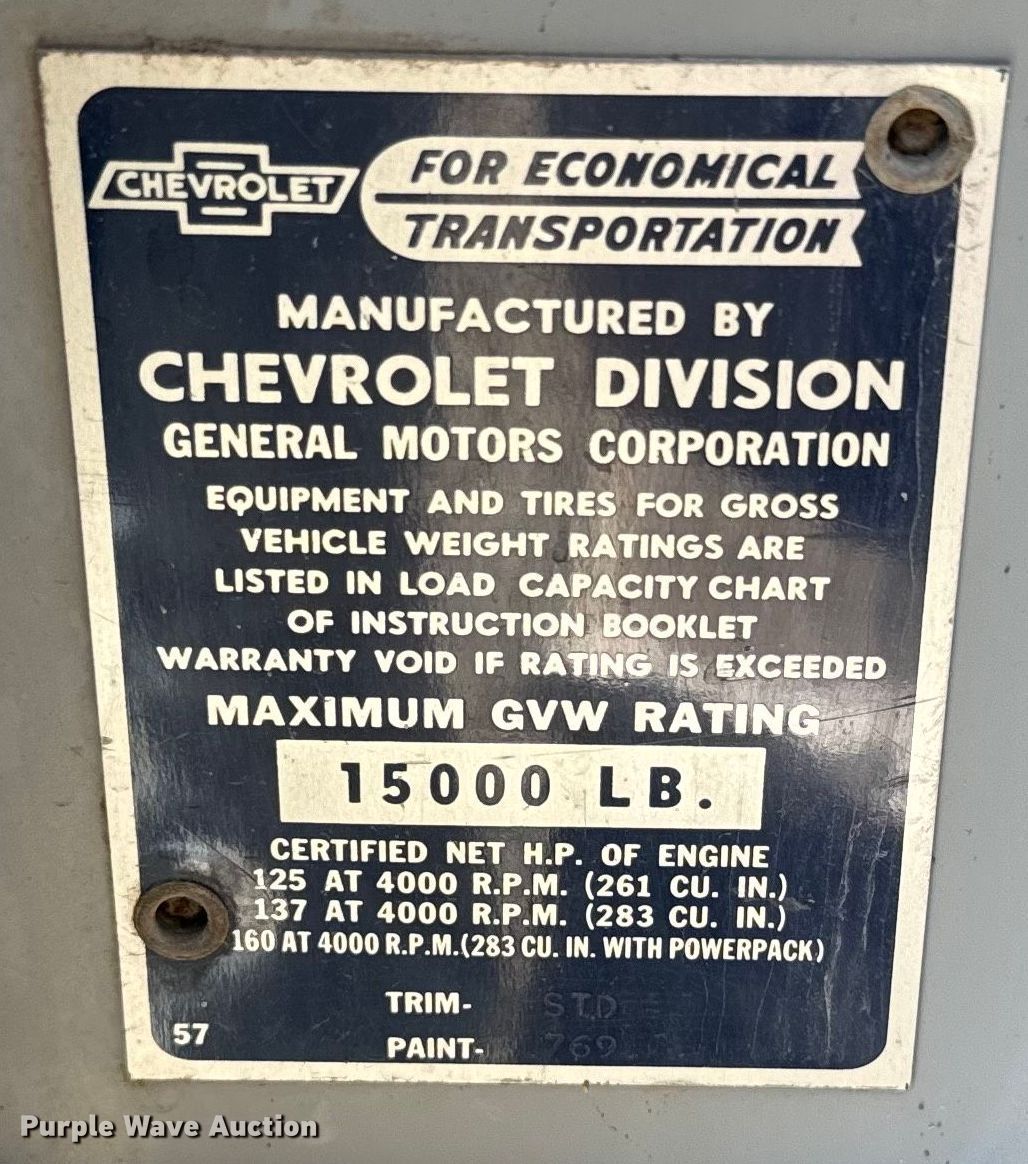 CHEVROLET
FOR ECONOMICAL
TRANSPORTATION
MANUFACTURED BY
CHEVROLET DIVISION
GENERAL MOTORS CORPORATION
EQUIPMENT AND TIRES FOR GROSS
VEHICLE WEIGHT RATINGS ARE
LISTED IN LOAD CAPACITY CHART
OF INSTRUCTION BOOKLET
WARRANTY VOID IF RATING IS EXCEEDED
MAXIMUM GVW RATING
15000 LB.
CERTIFIED NET H.P. OF ENGINE
125 AT 4000 R.P.M. (261 CU. IN.)
137 AT 4000 R.P.M. (283 CU. IN.)
160 AT 4000 R.P.M.(283 CU. IN. WITH POWERPACK)
TRIM- STD
PAINT- 769
57
Purple Wave Auction